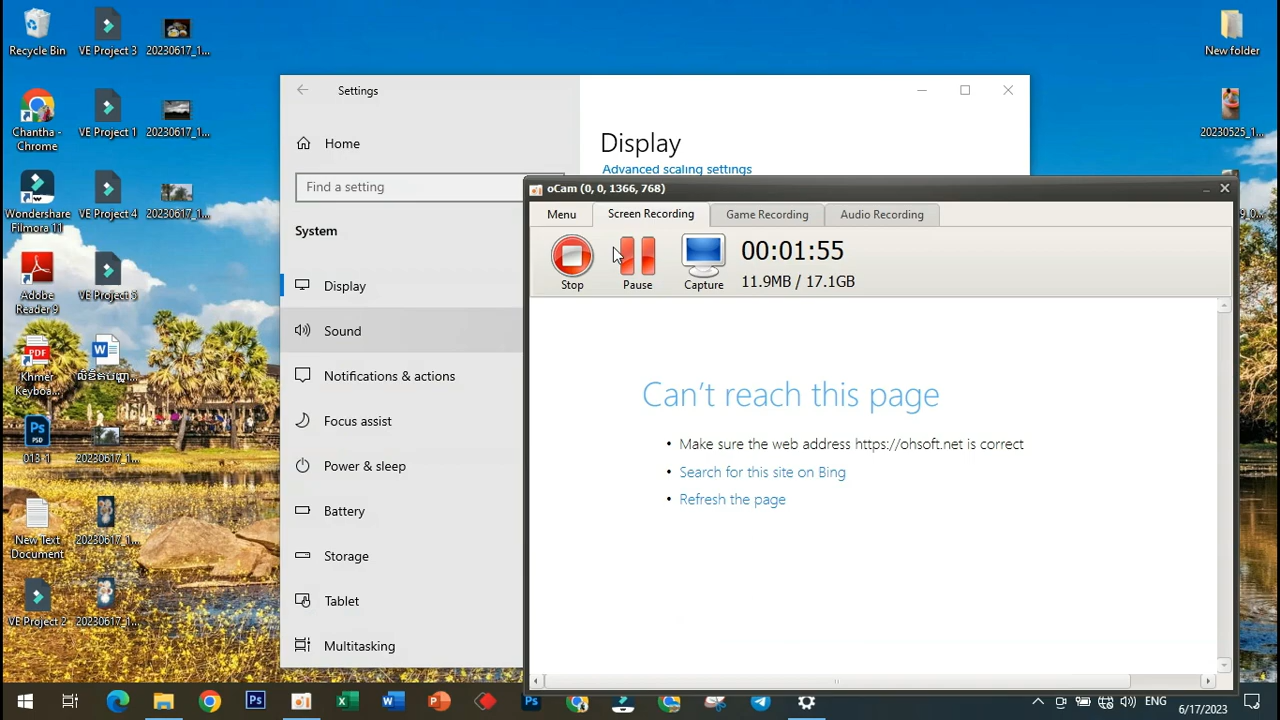 Recycle Bin
VE Project 3
20230617_1...
New folder
Chantha -
Chrome
VE Project 1
20230617_1...
20230525_1...
Wondershare
Filmora 11
VE Project 4
20230617_1...
Adobe
Reader 9
VE Project 5
Khmer
Keyboa...
013-1
20230617_1...
New Text
Document
20230617_1...
VE Project 2
20230617_1...
Settings
Home
Find a setting
System
Display
Sound
Notifications & actions
Focus assist
Power & sleep
Battery
Storage
Tablet
Multitasking
Display
Advanced scaling settings
oCam (0, 0, 1366, 768)
Menu
Screen Recording
Game Recording
Audio Recording
Stop
Pause
Capture
00:01:55
11.9MB / 17.1GB
Can't reach this page
• Make sure the web address https://ohsoft.net is correct
• Search for this site on Bing
• Refresh the page
ENG
6/17/2023